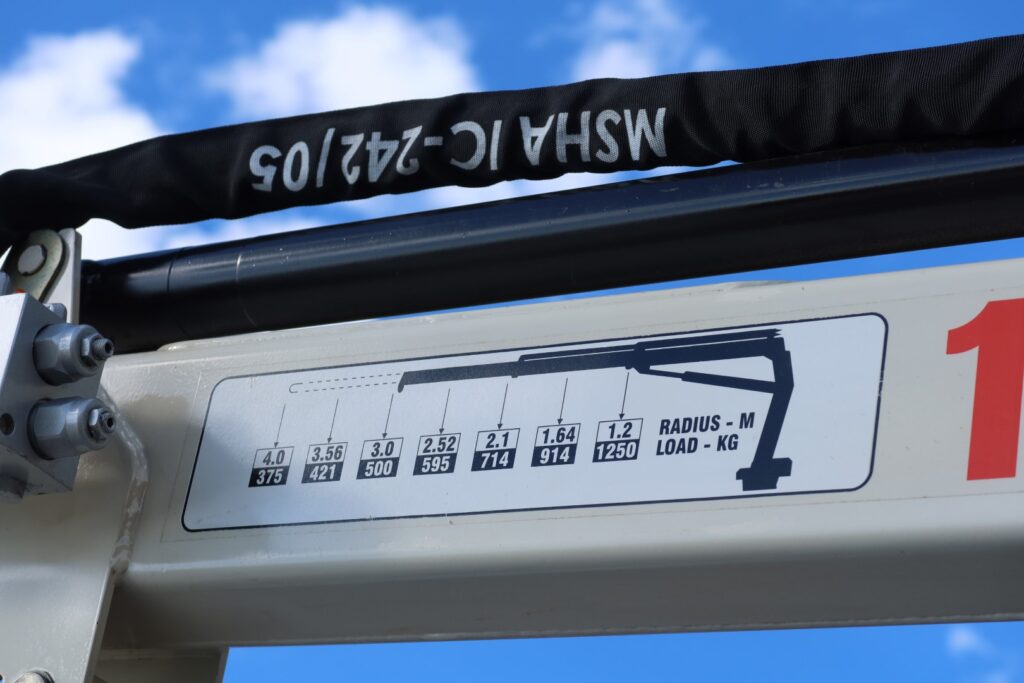 MSHA IC-242/05
4.0 3.56 3.0 2.52 2.1 1.64 1.2 RADIUS - M
375 421 500 595 714 914 1250 LOAD - KG
1